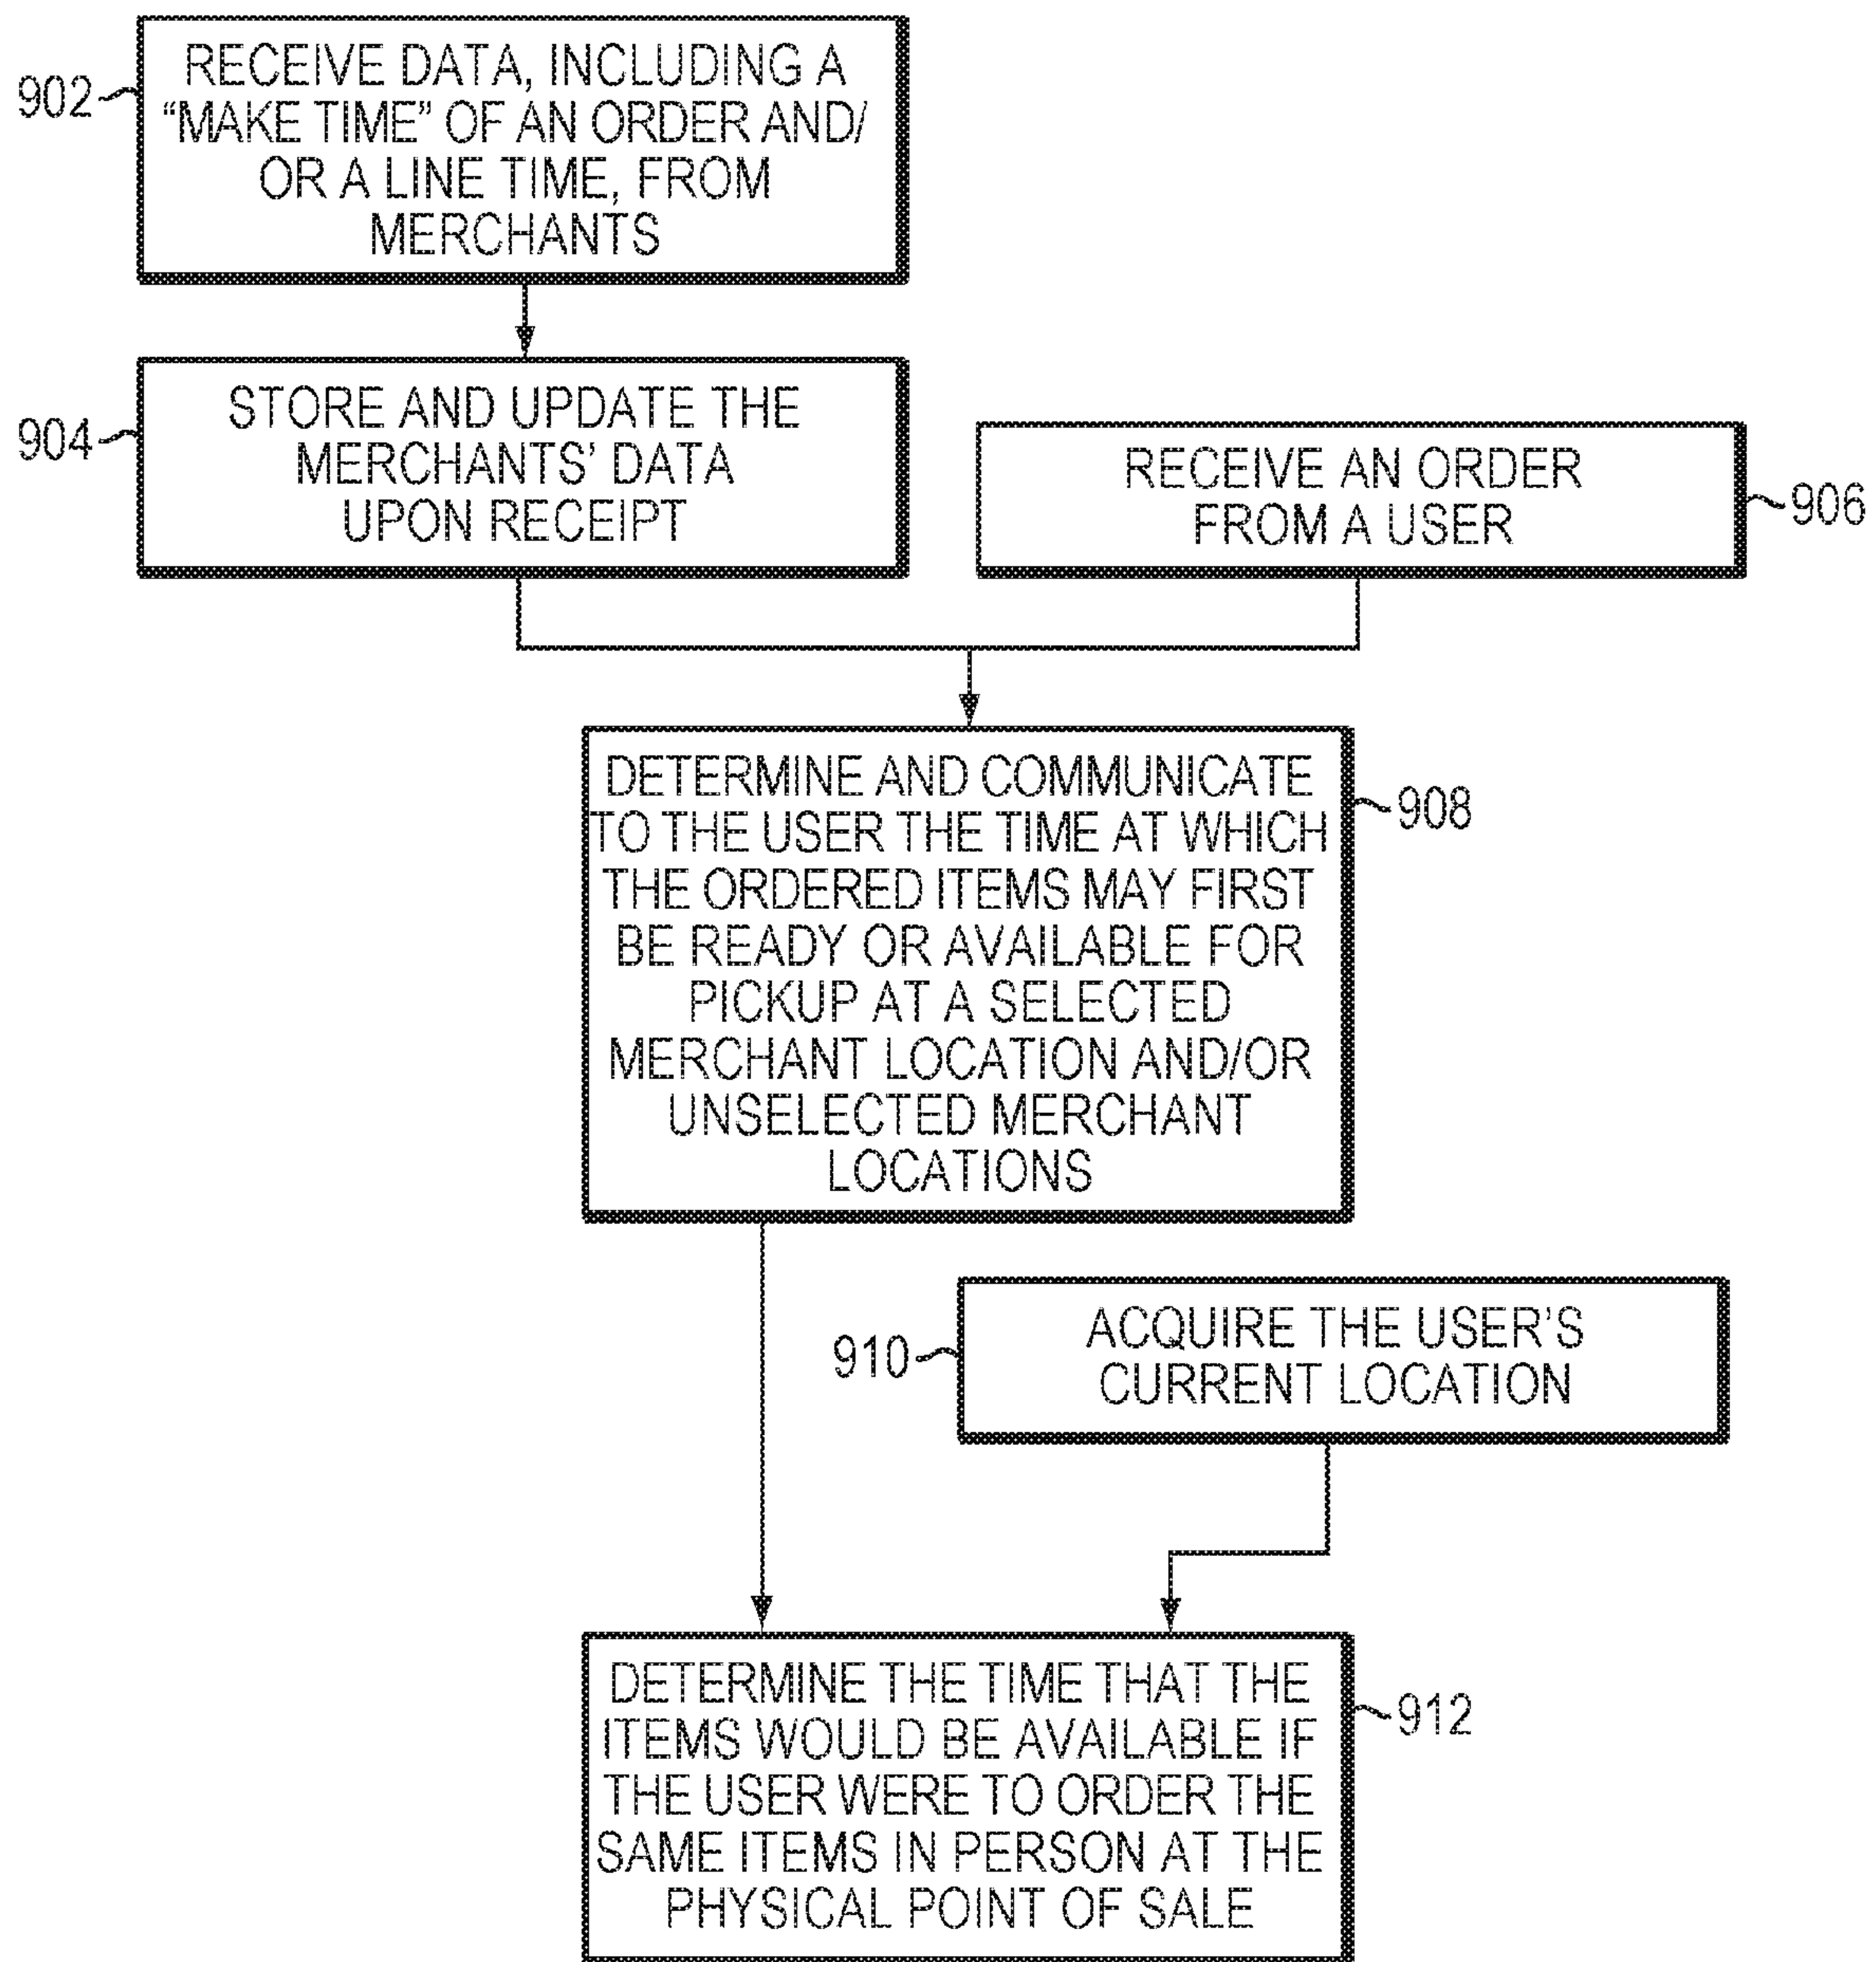 902
RECEIVE DATA, INCLUDING A
“MAKE TIME” OF AN ORDER AND/
OR A LINE TIME, FROM
MERCHANTS
904
STORE AND UPDATE THE
MERCHANTS’ DATA
UPON RECEIPT
RECEIVE AN ORDER
FROM A USER
906
DETERMINE AND COMMUNICATE
TO THE USER THE TIME AT WHICH
THE ORDERED ITEMS MAY FIRST
BE READY OR AVAILABLE FOR
PICKUP AT A SELECTED
MERCHANT LOCATION AND/OR
UNSELECTED MERCHANT
LOCATIONS
908
910
ACQUIRE THE USER’S
CURRENT LOCATION
DETERMINE THE TIME THAT THE
ITEMS WOULD BE AVAILABLE IF
THE USER WERE TO ORDER THE
SAME ITEMS IN PERSON AT THE
PHYSICAL POINT OF SALE
912